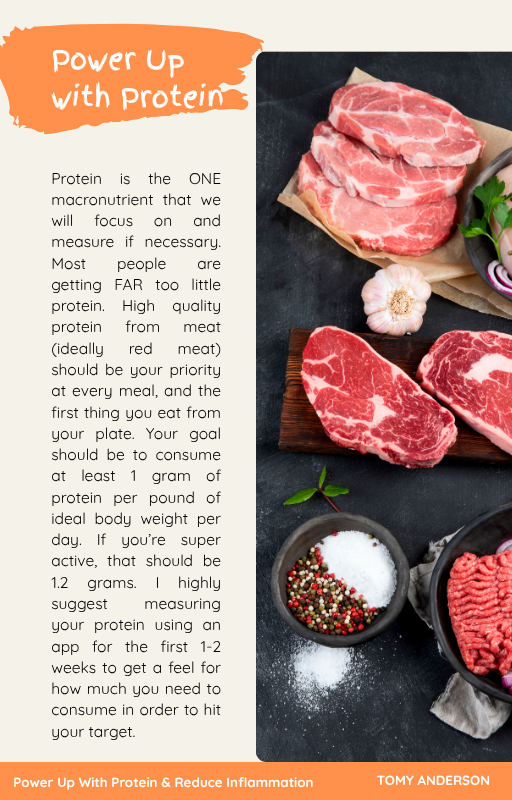 Power Up
with Protein
Protein is the ONE
macronutrient that we
will focus on and
measure if necessary.
Most people are
getting FAR too little
protein. High quality
protein from meat
(ideally red meat)
should be your priority
at every meal, and the
first thing you eat from
your plate. Your goal
should be to consume
at least 1 gram of
protein per pound of
ideal body weight per
day. If you’re super
active, that should be
1.2 grams. I highly
suggest measuring
your protein using an
app for the first 1-2
weeks to get a feel for
how much you need to
consume in order to hit
your target.
Power Up With Protein & Reduce Inflammation
TOMY ANDERSON